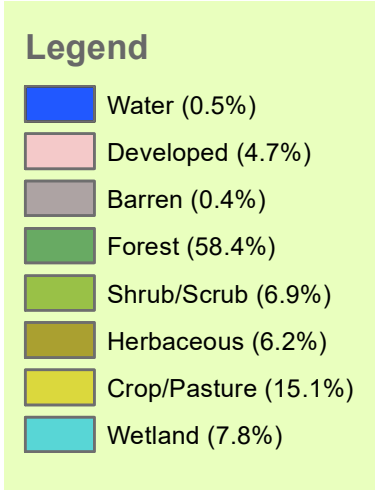 Legend
Water (0.5%)
Developed (4.7%)
Barren (0.4%)
Forest (58.4%)
Shrub/Scrub (6.9%)
Herbaceous (6.2%)
Crop/Pasture (15.1%)
Wetland (7.8%)